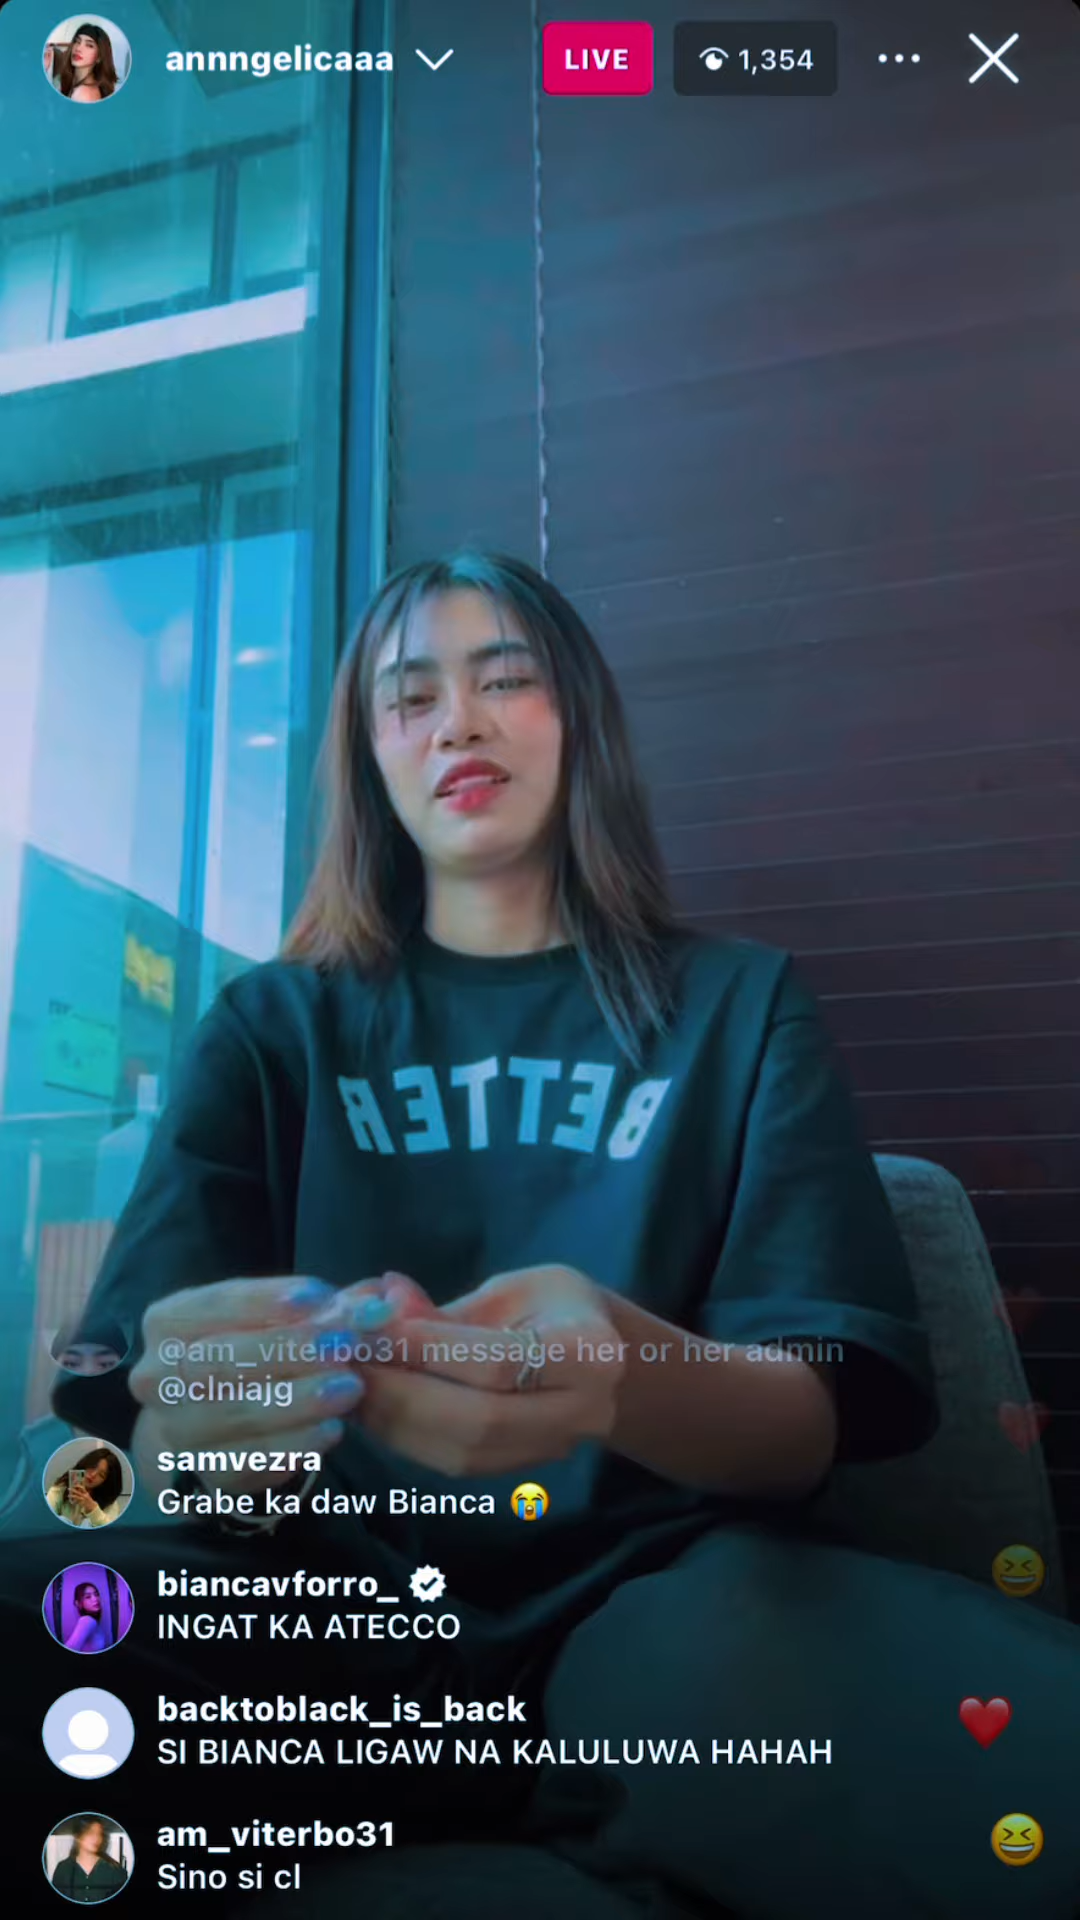 annngelicaaa
LIVE
1,354
BETTER
@am_viterbo31 message her or her admin
@clniajg
samvezra
Grabe ka daw Bianca 😭
biancavforro_
INGAT KA ATECCO
backtoblack_is_back
SI BIANCA LIGAW NA KALULUWA HAHAH
am_viterbo31
Sino si cl